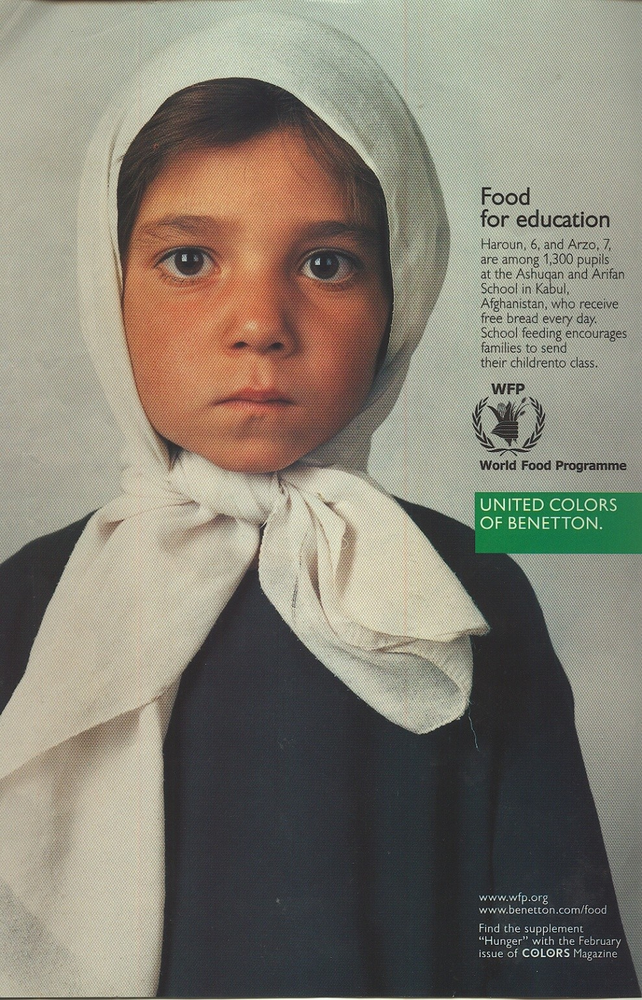 Food
for education
Haroun, 6, and Arzo, 7,
are among 1,300 pupils
at the Ashuqan and Arifan
School in Kabul,
Afghanistan, who receive
free bread every day.
School feeding encourages
families to send
their childrento class.
WFP
World Food Programme
UNITED COLORS
OF BENETTON.
www.wfp.org
www.benetton.com/food
Find the supplement
“Hunger” with the February
issue of COLORS Magazine